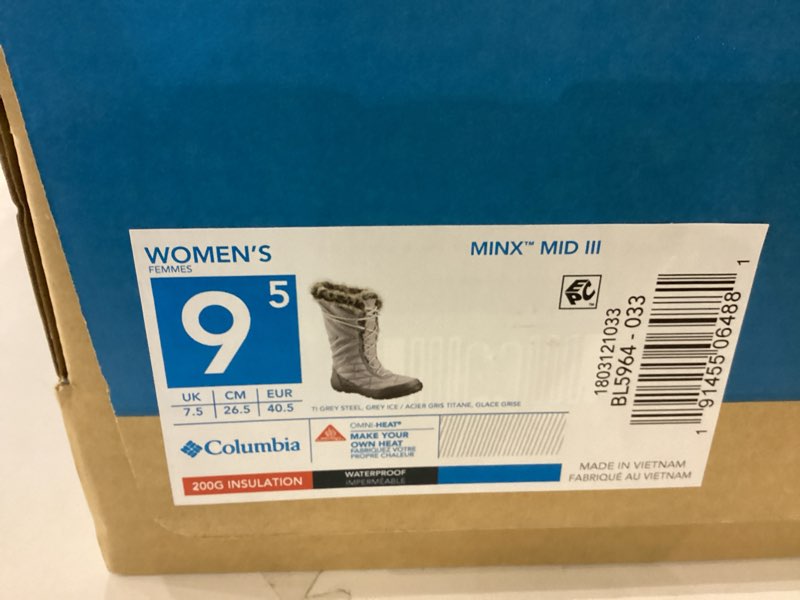 WOMEN'S
FEMMES
MINX™ MID III
9 5
EPC
UK CM EUR
7.5 26.5 40.5
TI GREY STEEL, GREY ICE / ACIER GRIS TITANE, GLACE GRISE
1803121033
BL5964 - 033
1 91455 06488 1
Columbia
OMNI-HEAT®
MAKE YOUR
OWN HEAT
FABRIQUEZ VOTRE
PROPRE CHALEUR
200G INSULATION
WATERPROOF
IMPERMÉABLE
MADE IN VIETNAM
FABRIQUÉ AU VIETNAM